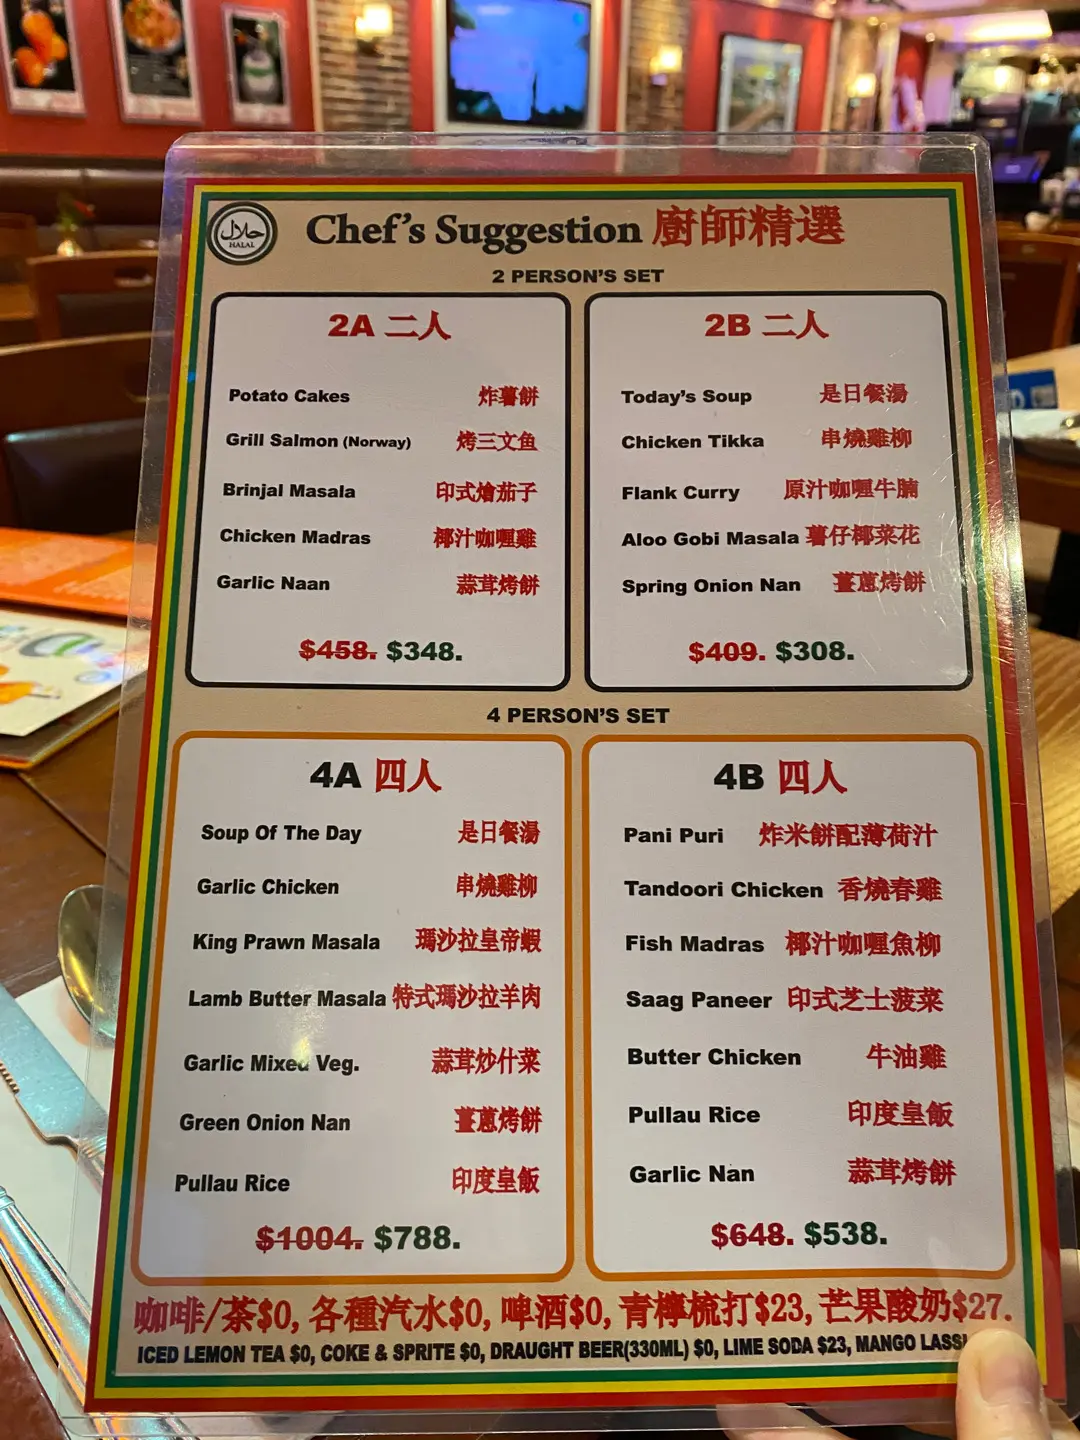 حلال
HALAL
Chef's Suggestion 廚師精選
2 PERSON'S SET
2A 二人
Potato Cakes 炸薯餅
Grill Salmon (Norway) 烤三文鱼
Brinjal Masala 印式燴茄子
Chicken Madras 椰汁咖喱雞
Garlic Naan 蒜茸烤餅
$458. $348.
2B 二人
Today's Soup 是日餐湯
Chicken Tikka 串燒雞柳
Flank Curry 原汁咖喱牛腩
Aloo Gobi Masala 薯仔椰菜花
Spring Onion Nan 薑蔥烤餅
$409. $308.
4 PERSON'S SET
4A 四人
Soup Of The Day 是日餐湯
Garlic Chicken 串燒雞柳
King Prawn Masala 瑪沙拉皇帝蝦
Lamb Butter Masala 特式瑪沙拉羊肉
Garlic Mixed Veg. 蒜茸炒什菜
Green Onion Nan 薑蔥烤餅
Pullau Rice 印度皇飯
$1004. $788.
4B 四人
Pani Puri 炸米餅配薄荷汁
Tandoori Chicken 香燒春雞
Fish Madras 椰汁咖喱魚柳
Saag Paneer 印式芝士菠菜
Butter Chicken 牛油雞
Pullau Rice 印度皇飯
Garlic Nan 蒜茸烤餅
$648. $538.
咖啡/茶$0, 各種汽水$0, 啤酒$0, 青檸梳打$23, 芒果酸奶$27.
ICED LEMON TEA $0, COKE & SPRITE $0, DRAUGHT BEER(330ML) $0, LIME SODA $23, MANGO LASSI